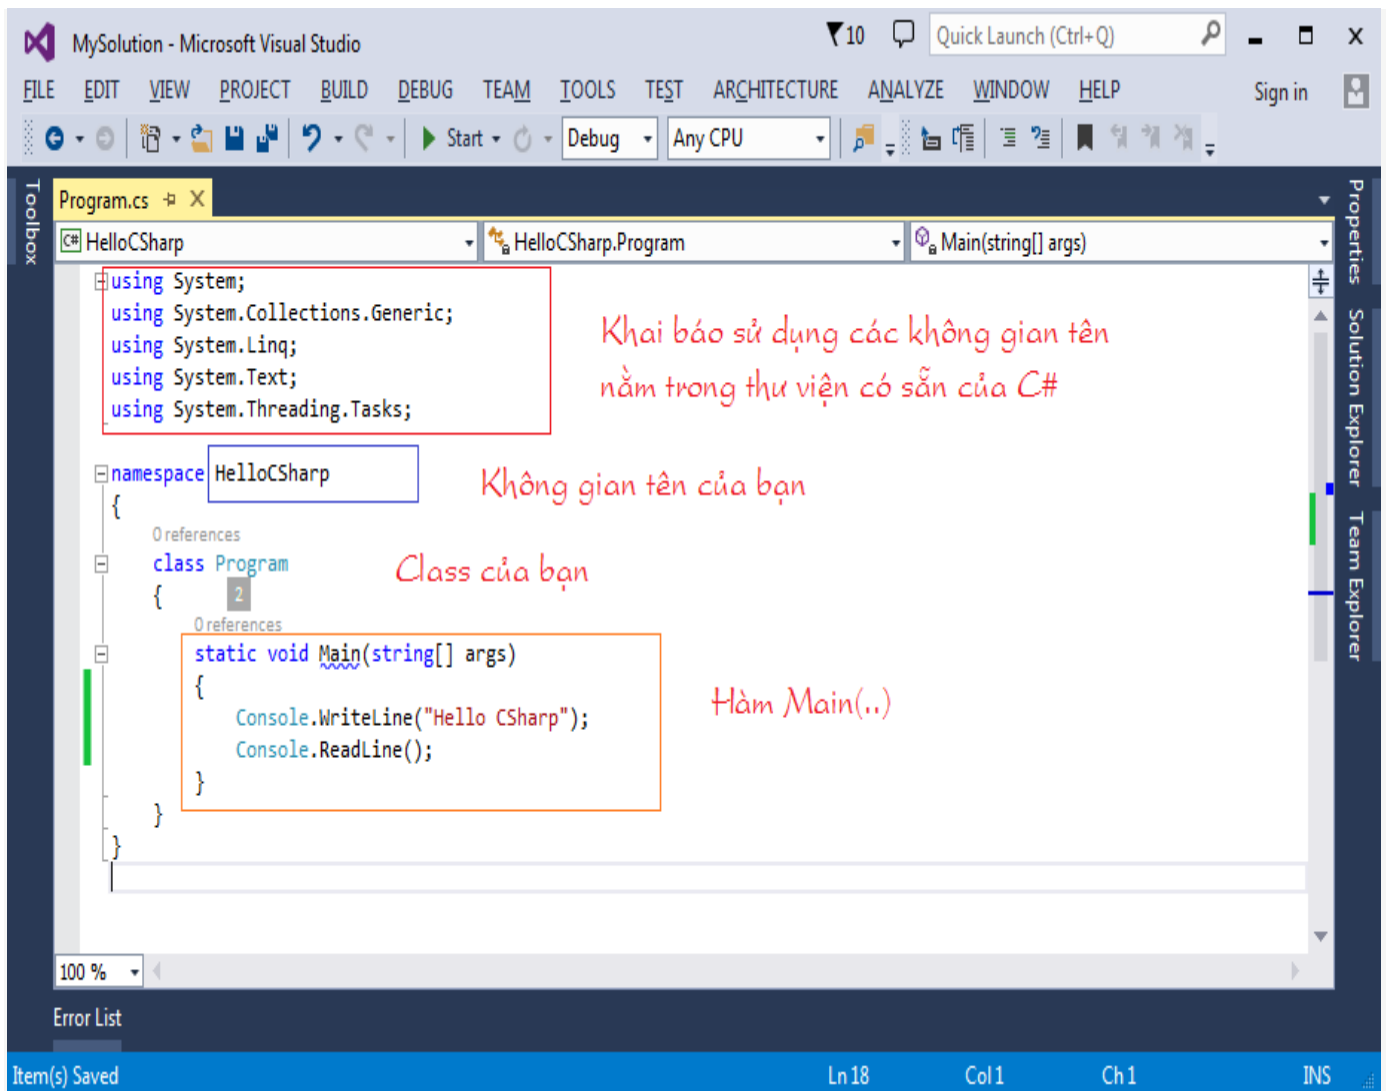 MySolution - Microsoft Visual Studio
10
Quick Launch (Ctrl+Q)
FILE EDIT VIEW PROJECT BUILD DEBUG TEAM TOOLS TEST ARCHITECTURE ANALYZE WINDOW HELP Sign in
Start Debug Any CPU
Toolbox
Program.cs
C# HelloCSharp HelloCSharp.Program Main(string[] args)
using System;
using System.Collections.Generic;
using System.Linq;
using System.Text;
using System.Threading.Tasks;
Khai báo sử dụng các không gian tên
nằm trong thư viện có sẵn của C#
namespace HelloCSharp
Không gian tên của bạn
{
0 references
class Program
Class của bạn
{
2
0 references
static void Main(string[] args)
{
Console.WriteLine("Hello CSharp");
Console.ReadLine();
}
Hàm Main(..)
}
}
Properties
Solution Explorer
Team Explorer
100 %
Error List
Item(s) Saved Ln 18 Col 1 Ch 1 INS